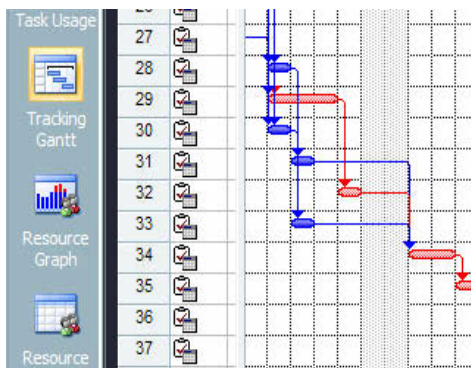 Task Usage
27
28
29
Tracking
Gantt
30
31
32
33
Resource
Graph
34
35
36
37
Resource